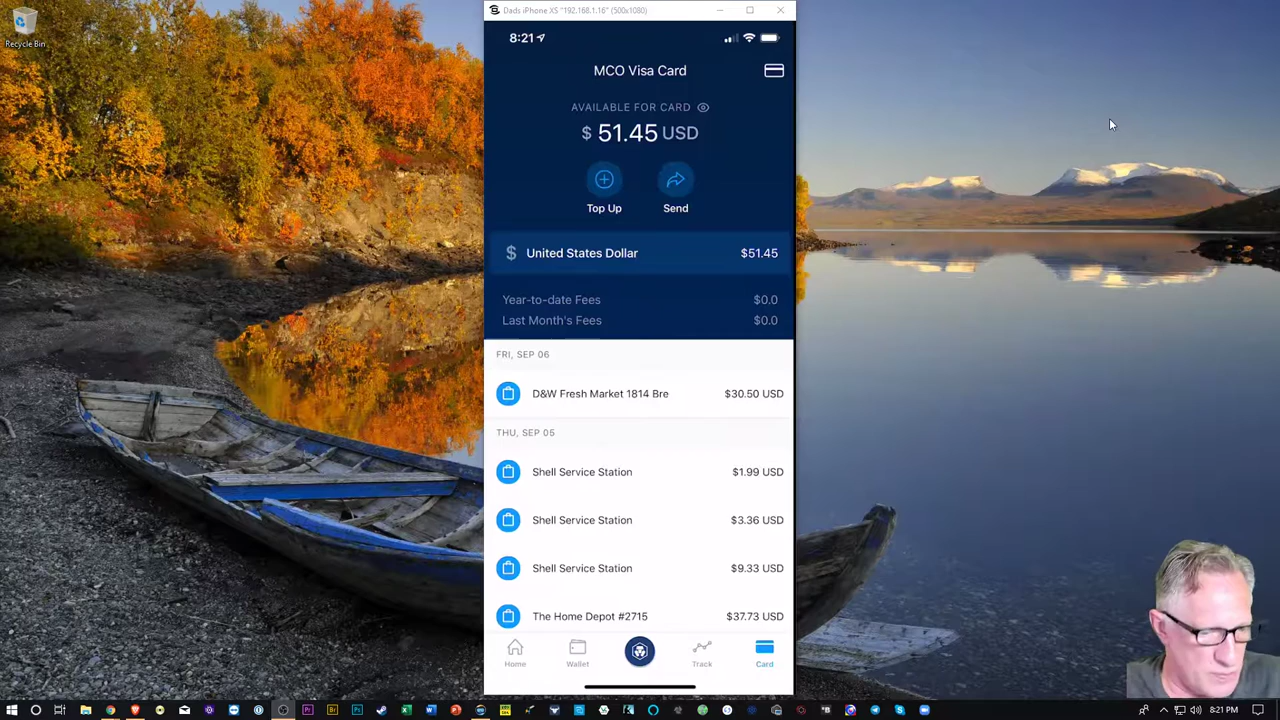 Recycle Bin
Dads iPhone XS "192.168.1.16" (500x1080)
8:21
MCO Visa Card
AVAILABLE FOR CARD
$ 51.45 USD
Top Up
Send
$ United States Dollar $51.45
Year-to-date Fees $0.0
Last Month's Fees $0.0
FRI, SEP 06
D&W Fresh Market 1814 Bre $30.50 USD
THU, SEP 05
Shell Service Station $1.99 USD
Shell Service Station $3.36 USD
Shell Service Station $9.33 USD
The Home Depot #2715 $37.73 USD
Home
Wallet
Track
Card
8:21 PM